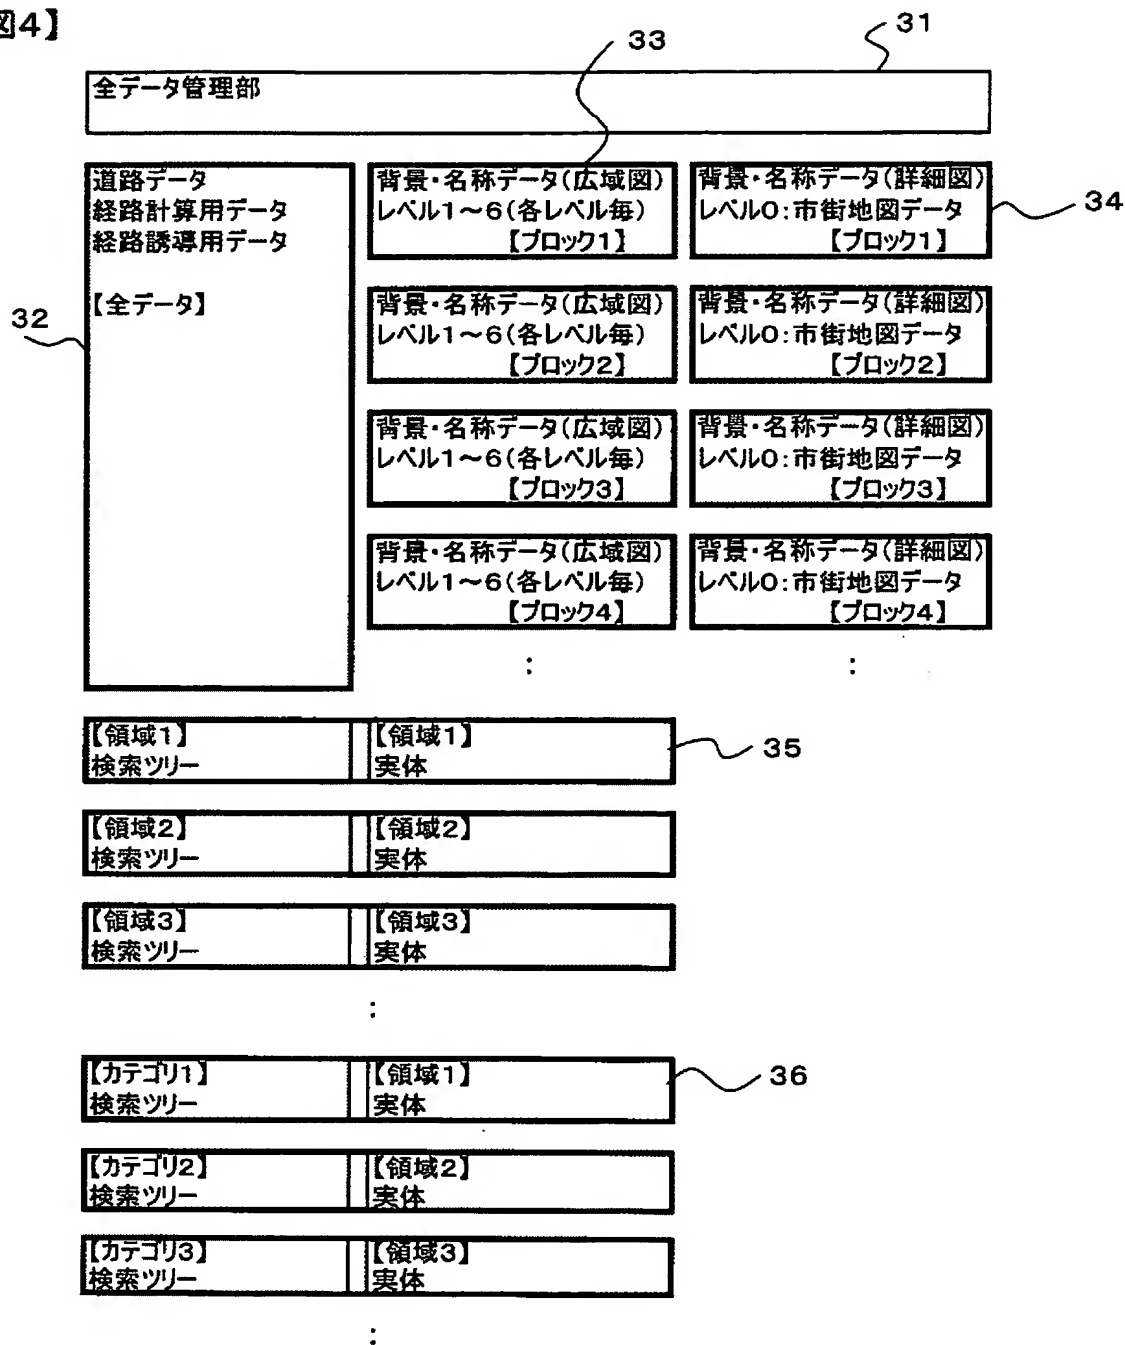 図4】
33
31
全データ管理部
道路データ
経路計算用データ
経路誘導用データ
【全データ】
32
背景・名称データ(広域図)
レベル1～6(各レベル毎)
【ブロック1】
背景・名称データ(詳細図)
レベル0:市街地図データ
【ブロック1】
34
背景・名称データ(広域図)
レベル1～6(各レベル毎)
【ブロック2】
背景・名称データ(詳細図)
レベル0:市街地図データ
【ブロック2】
背景・名称データ(広域図)
レベル1～6(各レベル毎)
【ブロック3】
背景・名称データ(詳細図)
レベル0:市街地図データ
【ブロック3】
背景・名称データ(広域図)
レベル1～6(各レベル毎)
【ブロック4】
背景・名称データ(詳細図)
レベル0:市街地図データ
【ブロック4】
:
:
【領域1】
検索ツリー
【領域1】
実体
35
【領域2】
検索ツリー
【領域2】
実体
【領域3】
検索ツリー
【領域3】
実体
:
【カテゴリ1】
検索ツリー
【領域1】
実体
36
【カテゴリ2】
検索ツリー
【領域2】
実体
【カテゴリ3】
検索ツリー
【領域3】
実体
: